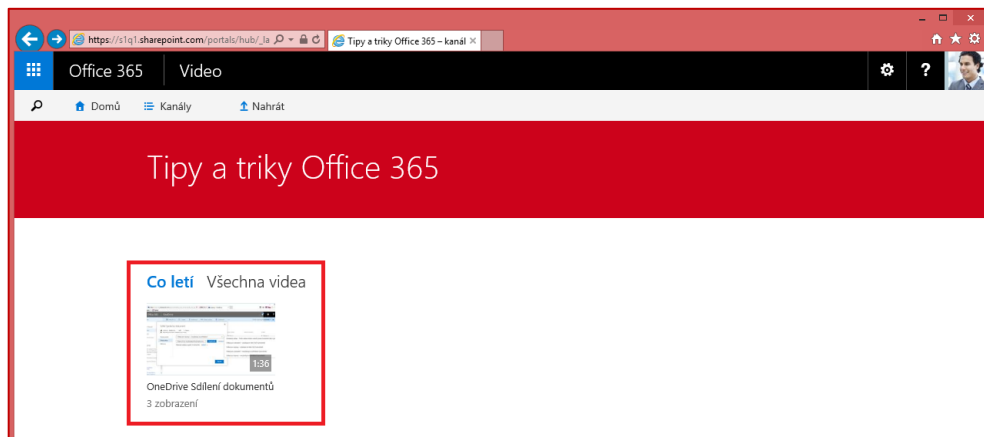 https://s1q1.sharepoint.com/portals/hub/_la
Tipy a triky Office 365 – kanál
Office 365 Video
?
Domů Kanály Nahrát
Tipy a triky Office 365
Co letí Všechna videa
1:36
OneDrive Sdílení dokumentů
3 zobrazení